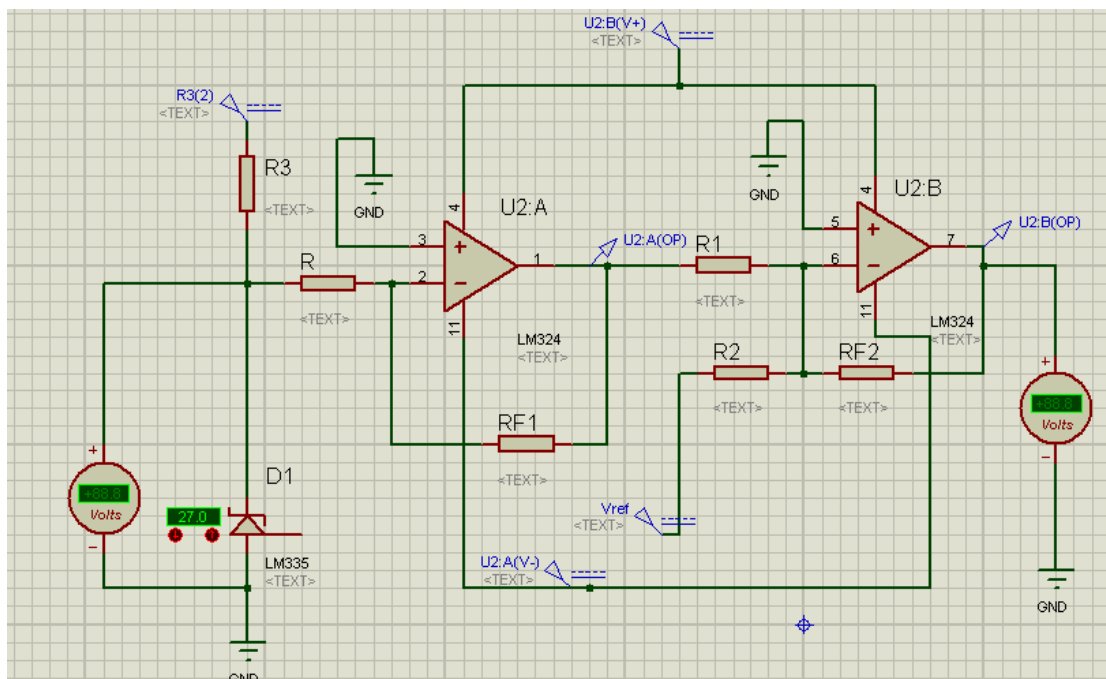 U2:B(V+)
<TEXT>
R3(2)
<TEXT>
R3
<TEXT>
GND
3
2
4
11
1
U2:A
LM324
<TEXT>
U2:A(OP)
R
<TEXT>
RF1
<TEXT>
R1
<TEXT>
R2
<TEXT>
RF2
<TEXT>
GND
5
6
4
11
7
U2:B
LM324
<TEXT>
U2:B(OP)
+
+88.8
Volts
−
GND
+
+88.8
Volts
−
27.0
D1
LM335
<TEXT>
GND
Vref
<TEXT>
U2:A(V-)
<TEXT>